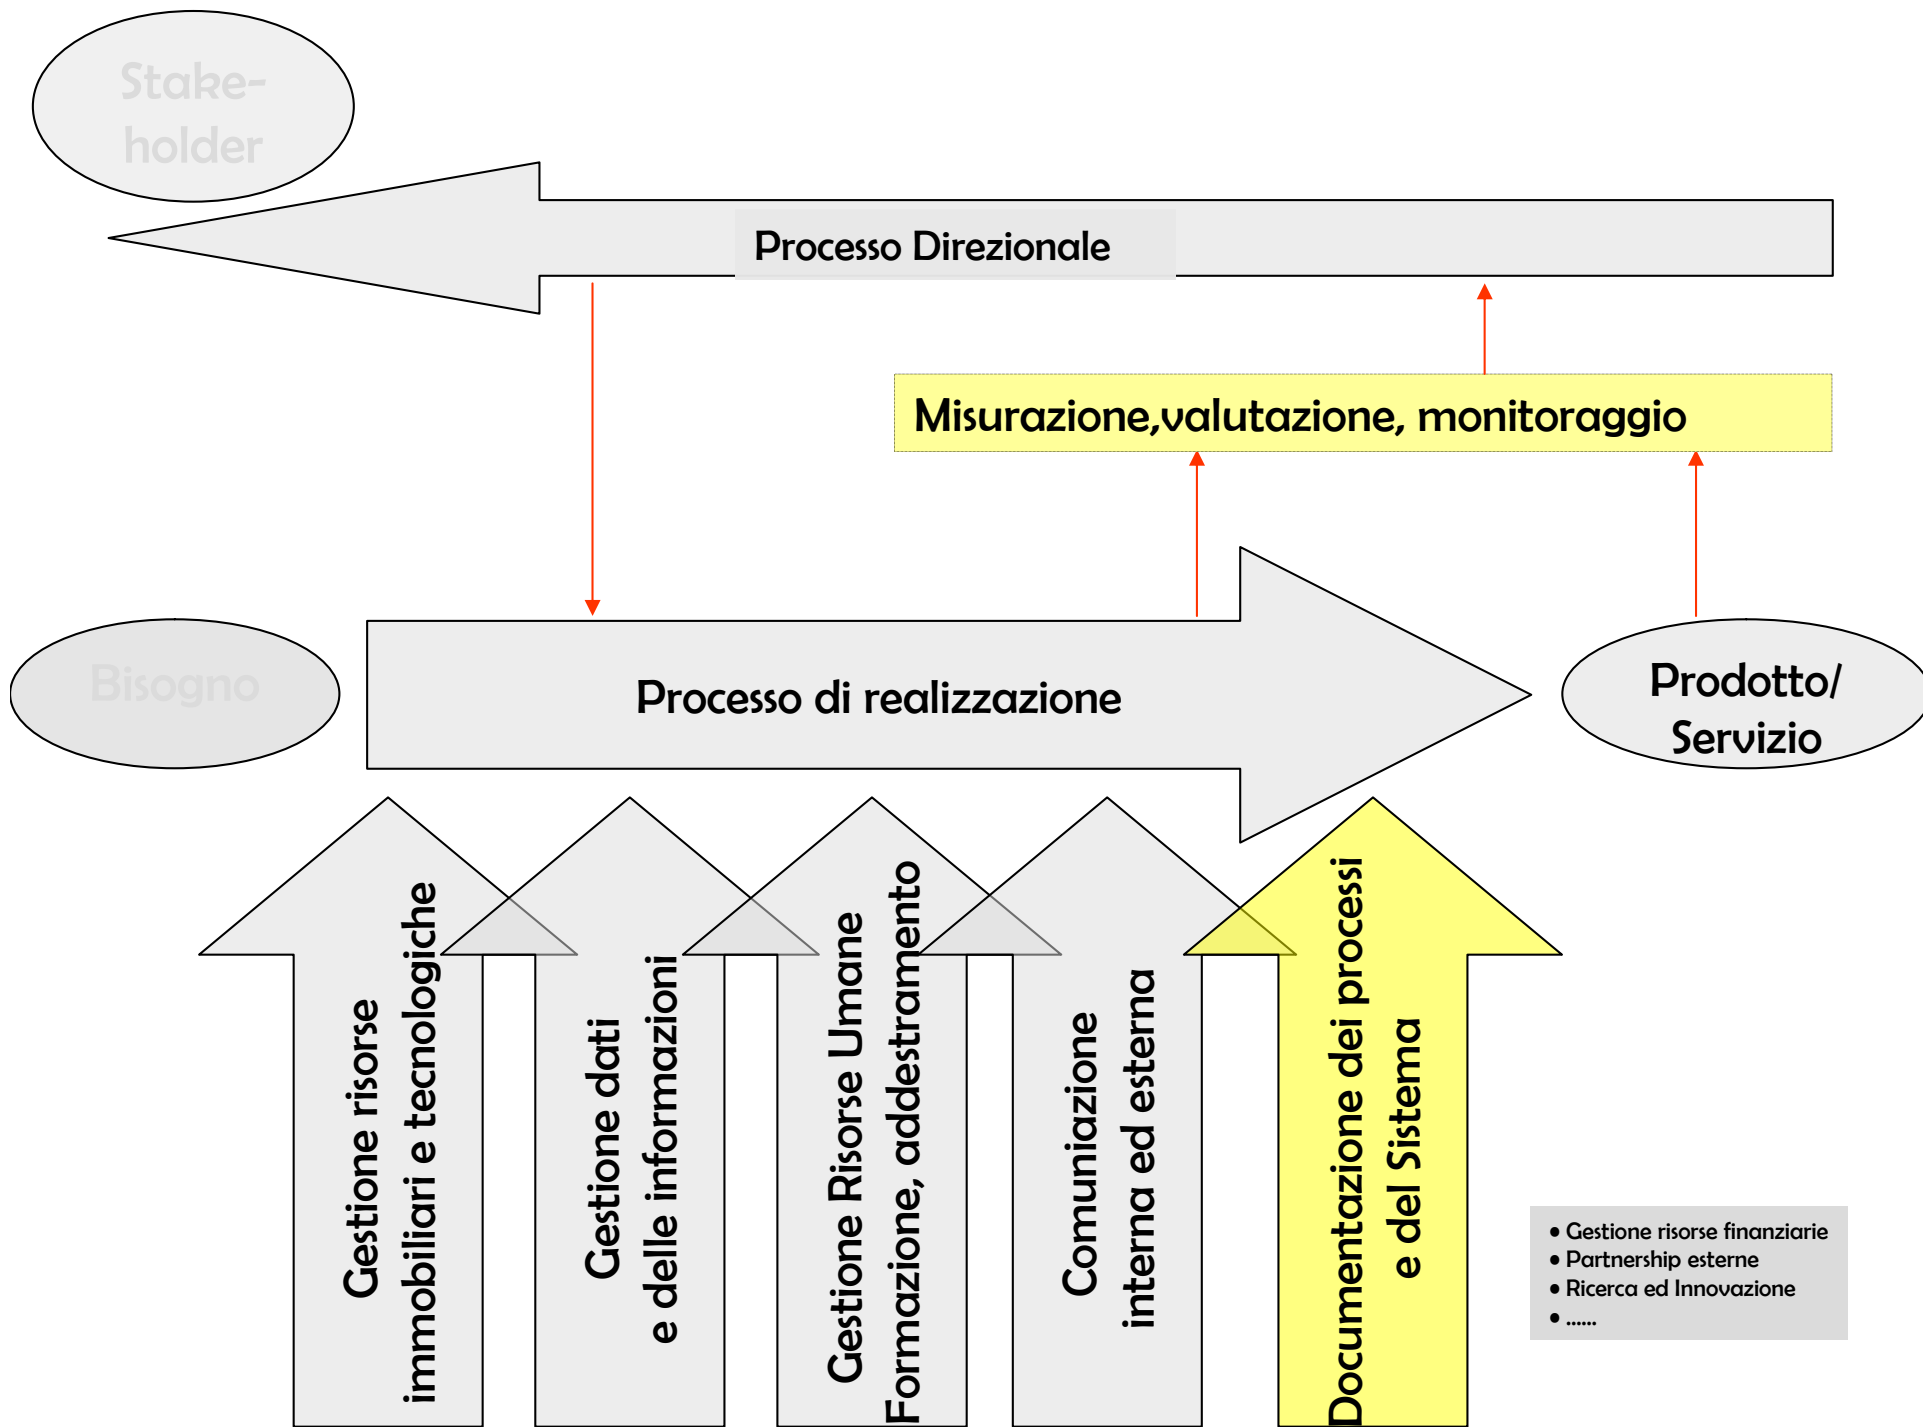 Stake-
holder
Processo Direzionale
Misurazione,valutazione, monitoraggio
Bisogno
Processo di realizzazione
Prodotto/
Servizio
Gestione risorse
immobiliari e tecnologiche
Gestione dati
e delle informazioni
Gestione Risorse Umane
Formazione, addestramento
Comuniazione
interna ed esterna
Documentazione dei processi
e del Sistema
• Gestione risorse finanziarie
• Partnership esterne
• Ricerca ed Innovazione
• ......